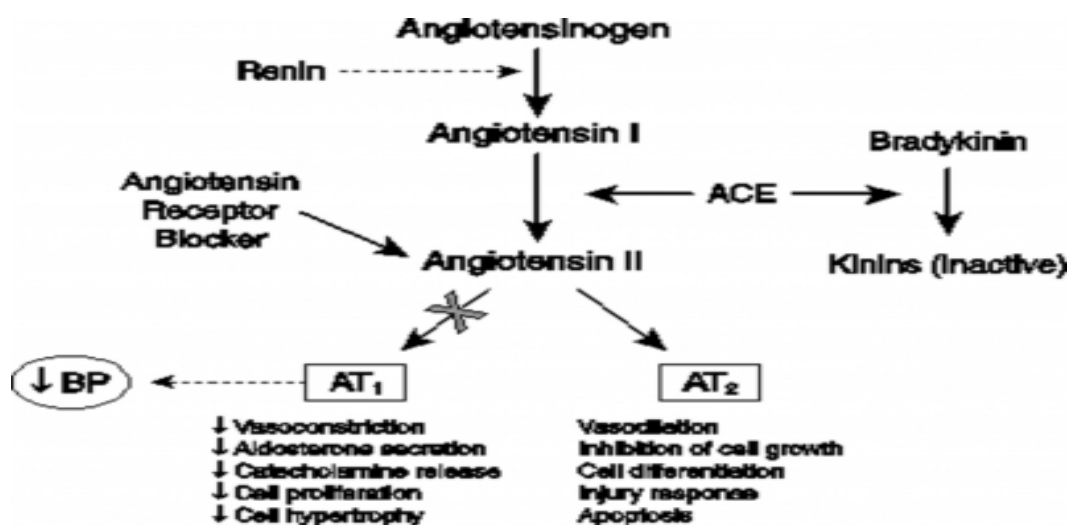 Angiotensinogen
Renin
Angiotensin I
Bradykinin
Angiotensin
Receptor
Blocker
ACE
Angiotensin II
Kinins (inactive)
↓ BP
AT₁
AT₂
↓ Vasoconstriction
↓ Aldosterone secretion
↓ Catecholamine release
↓ Cell proliferation
↓ Cell hypertrophy
Vasodilation
Inhibition of cell growth
Cell differentiation
Injury response
Apoptosis